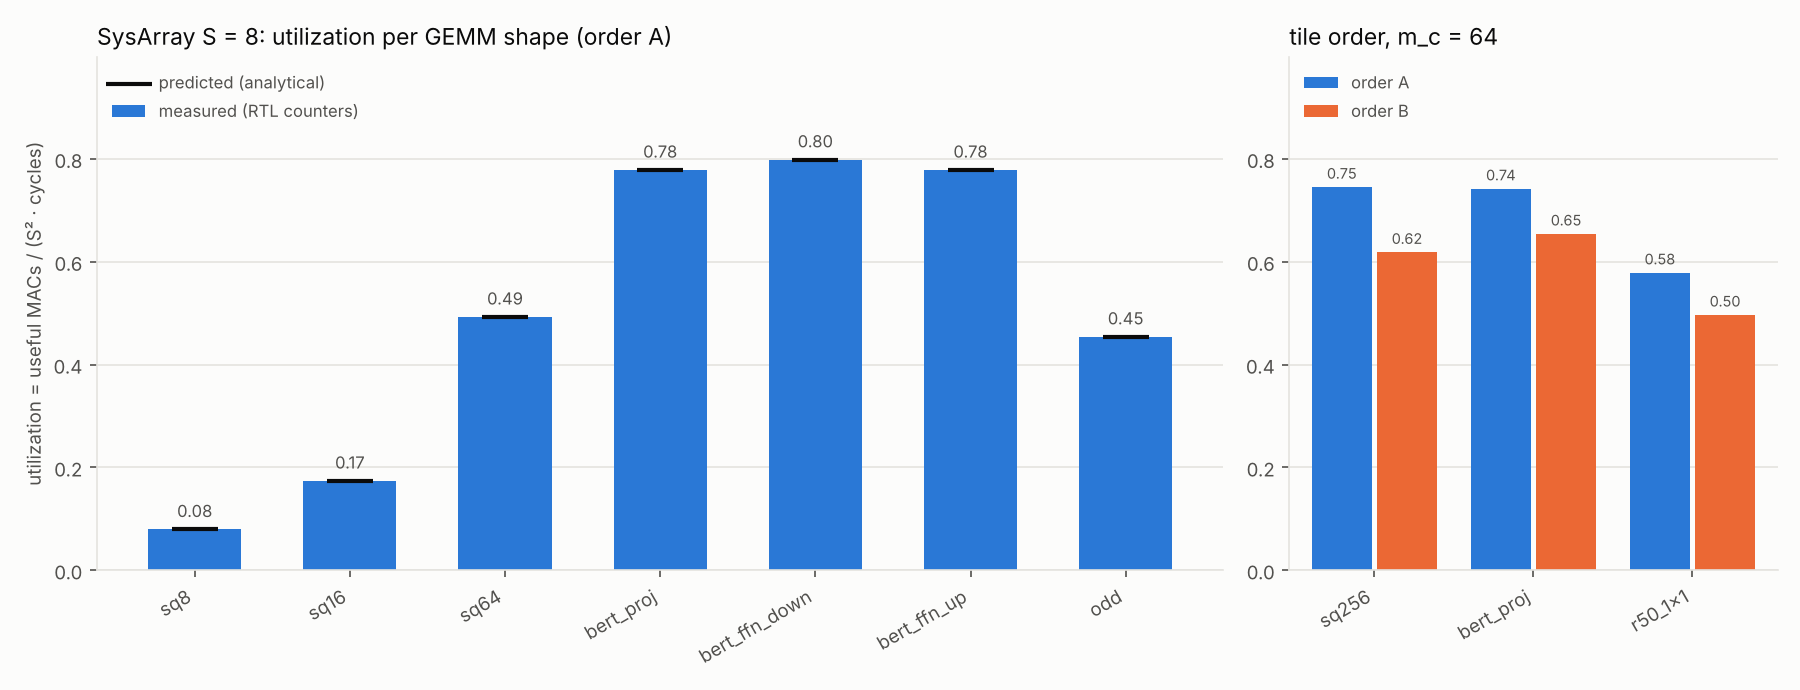 SysArray S = 8: utilization per GEMM shape (order A)
predicted (analytical)
measured (RTL counters)
utilization = useful MACs / (S² · cycles)
0.8
0.6
0.4
0.2
0.0
0.08
0.17
0.49
0.78
0.80
0.78
0.45
sq8
sq16
sq64
bert_proj
bert_ffn_down
bert_ffn_up
odd
tile order, m_c = 64
order A
order B
0.8
0.6
0.4
0.2
0.0
0.75
0.62
0.74
0.65
0.58
0.50
sq256
bert_proj
r50_1×1